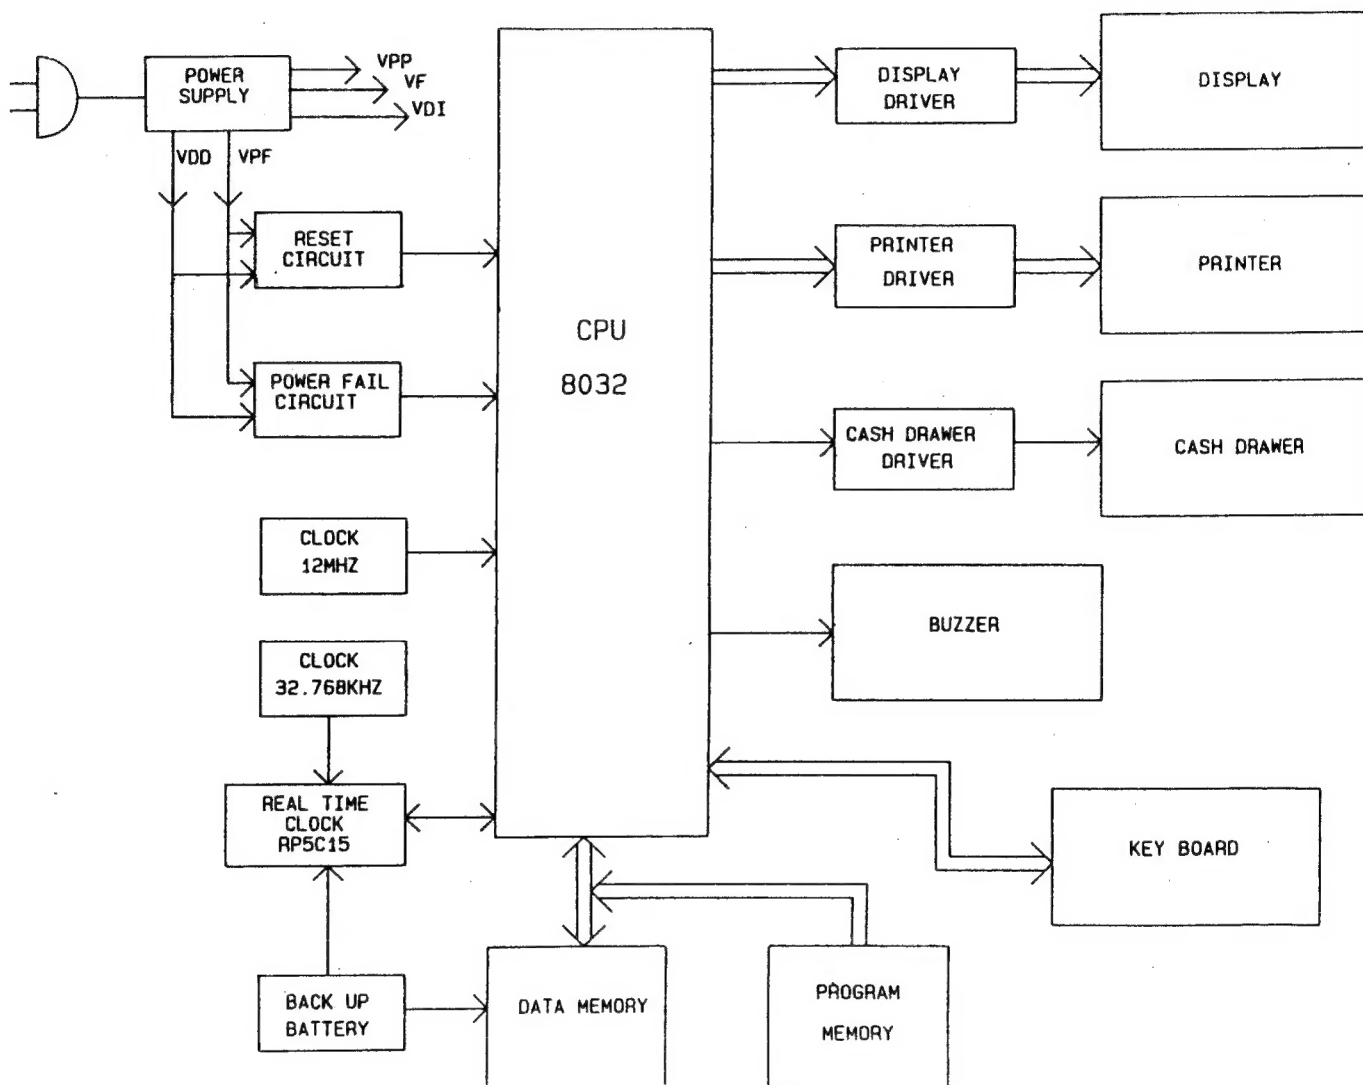 POWER
SUPPLY
VPP
VF
VDI
VDD
VPF
RESET
CIRCUIT
POWER FAIL
CIRCUIT
CLOCK
12MHZ
CLOCK
32.768KHZ
REAL TIME
CLOCK
RP5C15
BACK UP
BATTERY
CPU
8032
DISPLAY
DRIVER
DISPLAY
PRINTER
DRIVER
PRINTER
CASH DRAWER
DRIVER
CASH DRAWER
BUZZER
KEY BOARD
DATA MEMORY
PROGRAM
MEMORY